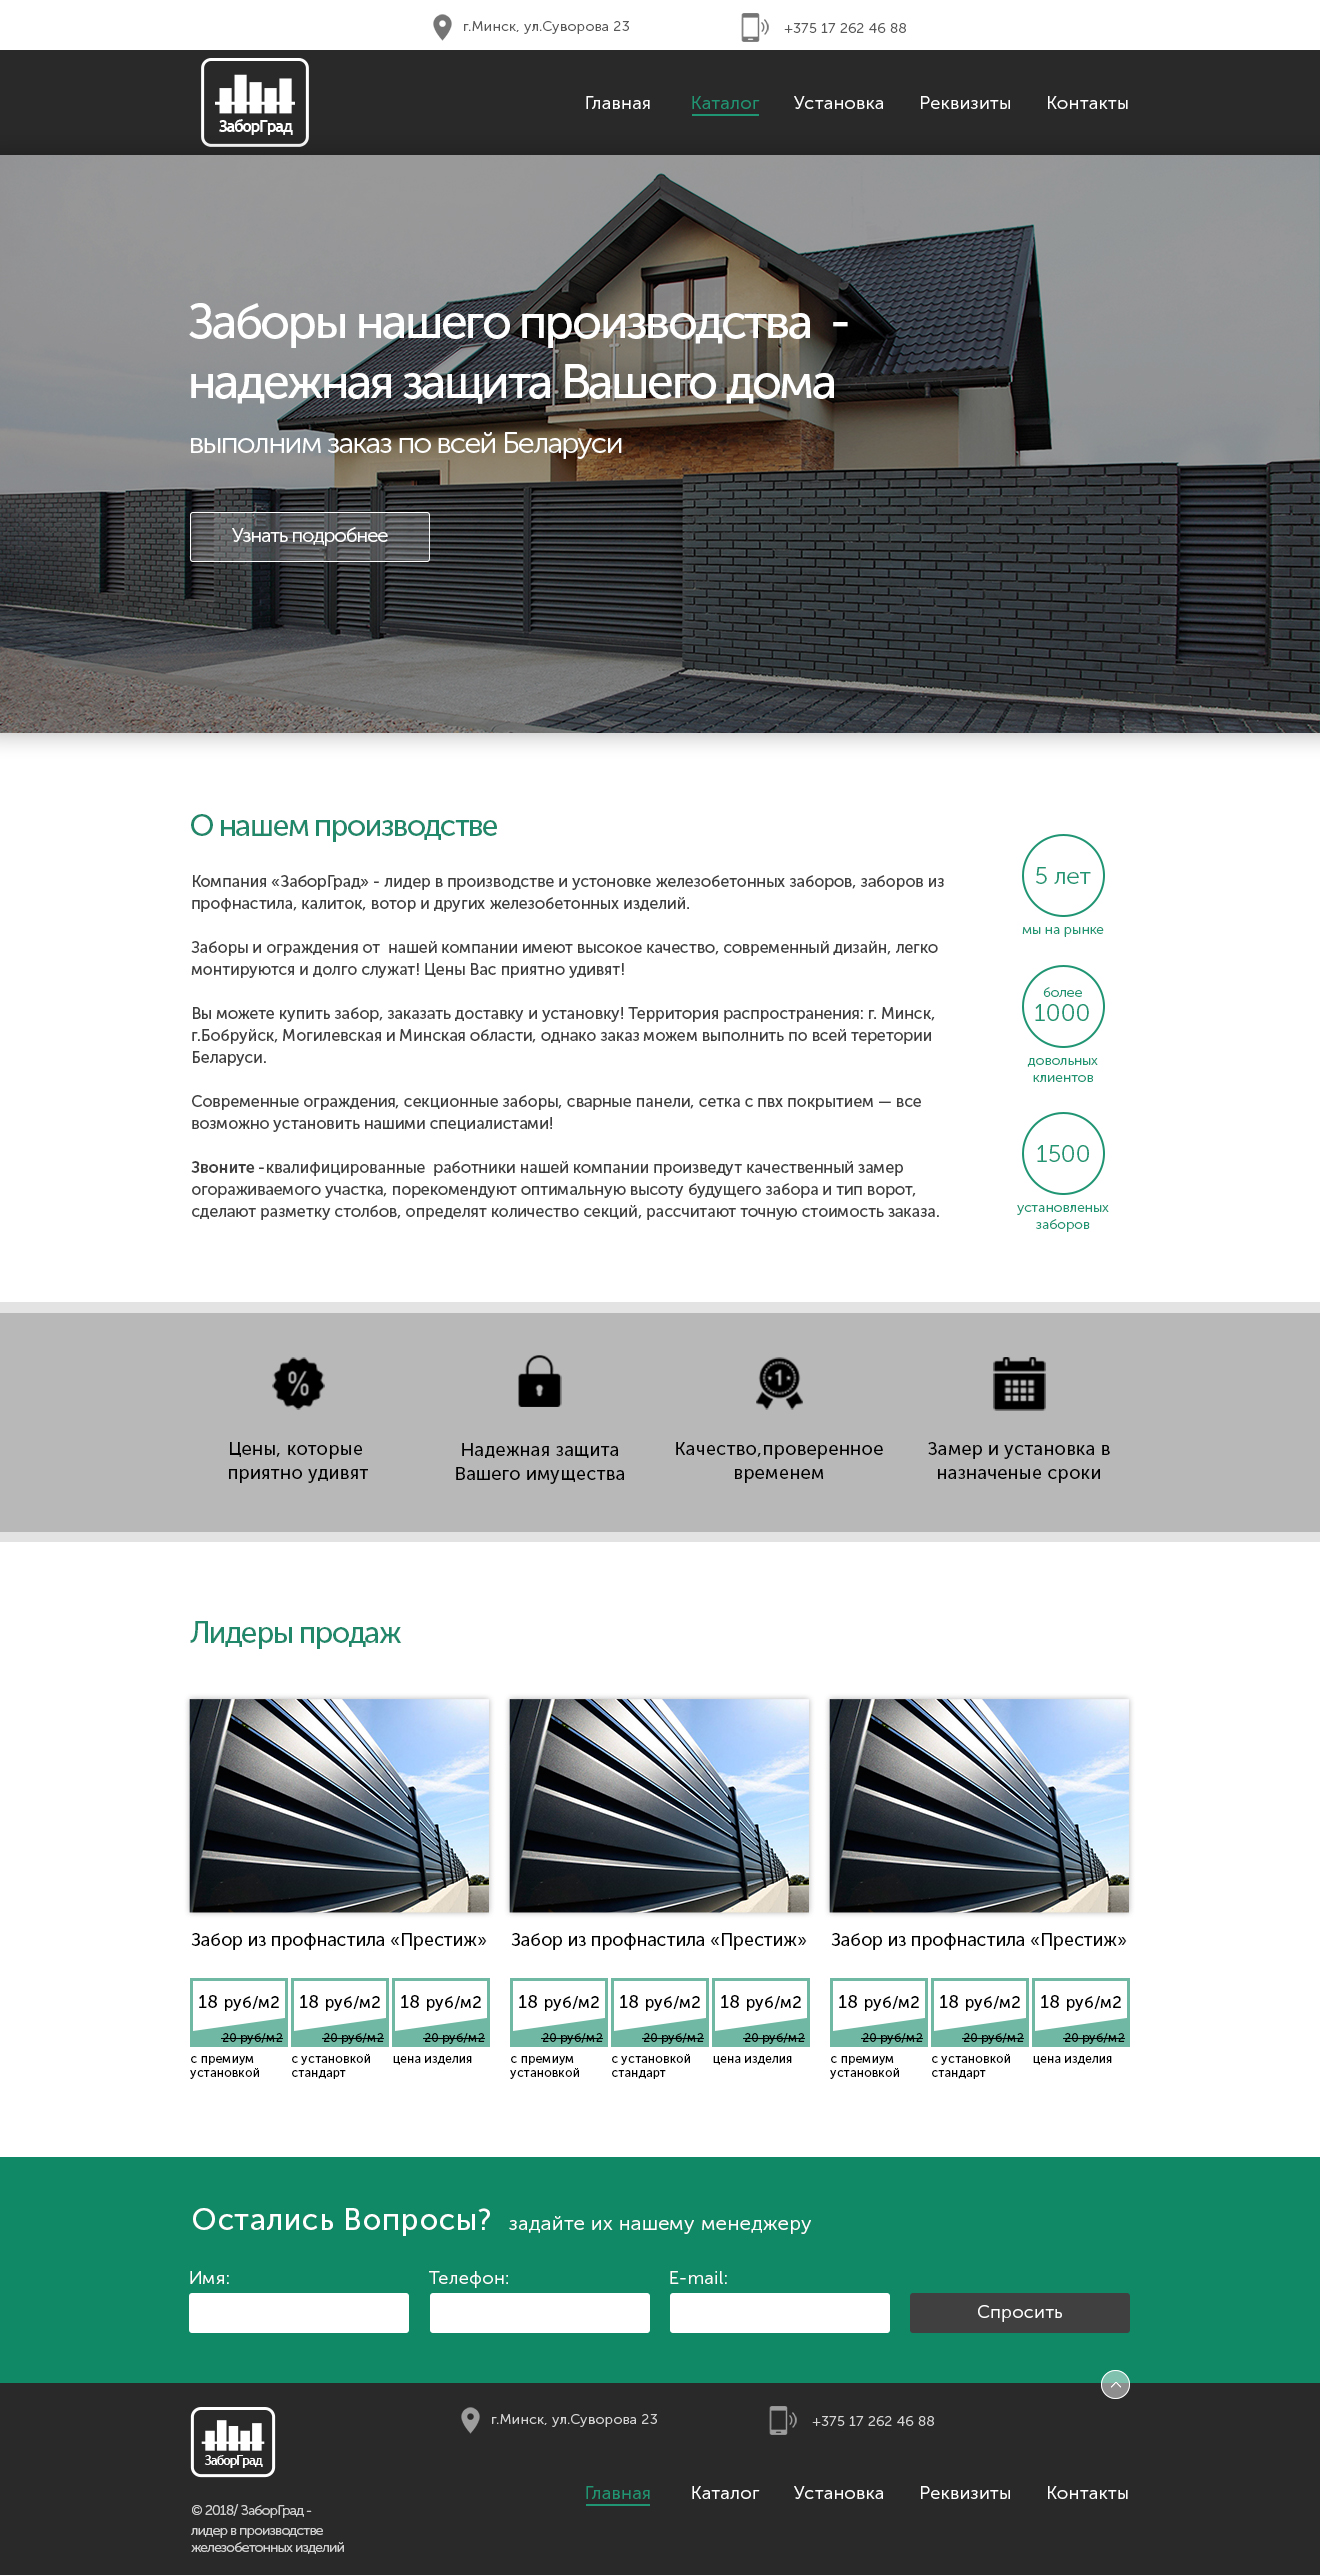 г.Минск, ул.Суворова 23
+375 17 262 46 88
ЗаборГрад
Главная
Каталог
Установка
Реквизиты
Контакты
Заборы нашего производства -
надежная защита Вашего дома
выполним заказ по всей Беларуси
Узнать подробнее
О нашем производстве
Компания «ЗаборГрад» - лидер в производстве и устоновке железобетонных заборов, заборов из
профнастила, калиток, вотор и других железобетонных изделий.
Заборы и ограждения от нашей компании имеют высокое качество, современный дизайн, легко
монтируются и долго служат! Цены Вас приятно удивят!
Вы можете купить забор, заказать доставку и установку! Территория распространения: г. Минск,
г.Бобруйск, Могилевская и Минская области, однако заказ можем выполнить по всей теретории
Беларуси.
Современные ограждения, секционные заборы, сварные панели, сетка с пвх покрытием — все
возможно установить нашими специалистами!
Звоните -квалифицированные работники нашей компании произведут качественный замер
огораживаемого участка, порекомендуют оптимальную высоту будущего забора и тип ворот,
сделают разметку столбов, определят количество секций, рассчитают точную стоимость заказа.
5 лет
мы на рынке
более
1000
довольных
клиентов
1500
установленых
заборов
%
Цены, которые
приятно удивят
Надежная защита
Вашего имущества
1
Качество,проверенное
временем
Замер и установка в
назначеные сроки
Лидеры продаж
Забор из профнастила «Престиж»
18 руб/м2
20 руб/м2
с премиум
установкой
18 руб/м2
20 руб/м2
с установкой
стандарт
18 руб/м2
20 руб/м2
цена изделия
Забор из профнастила «Престиж»
18 руб/м2
20 руб/м2
с премиум
установкой
18 руб/м2
20 руб/м2
с установкой
стандарт
18 руб/м2
20 руб/м2
цена изделия
Забор из профнастила «Престиж»
18 руб/м2
20 руб/м2
с премиум
установкой
18 руб/м2
20 руб/м2
с установкой
стандарт
18 руб/м2
20 руб/м2
цена изделия
Остались Вопросы? задайте их нашему менеджеру
Имя:
Телефон:
E-mail:
Спросить
ЗаборГрад
г.Минск, ул.Суворова 23
+375 17 262 46 88
Главная
Каталог
Установка
Реквизиты
Контакты
© 2018/ ЗаборГрад -
лидер в производстве
железобетонных изделий